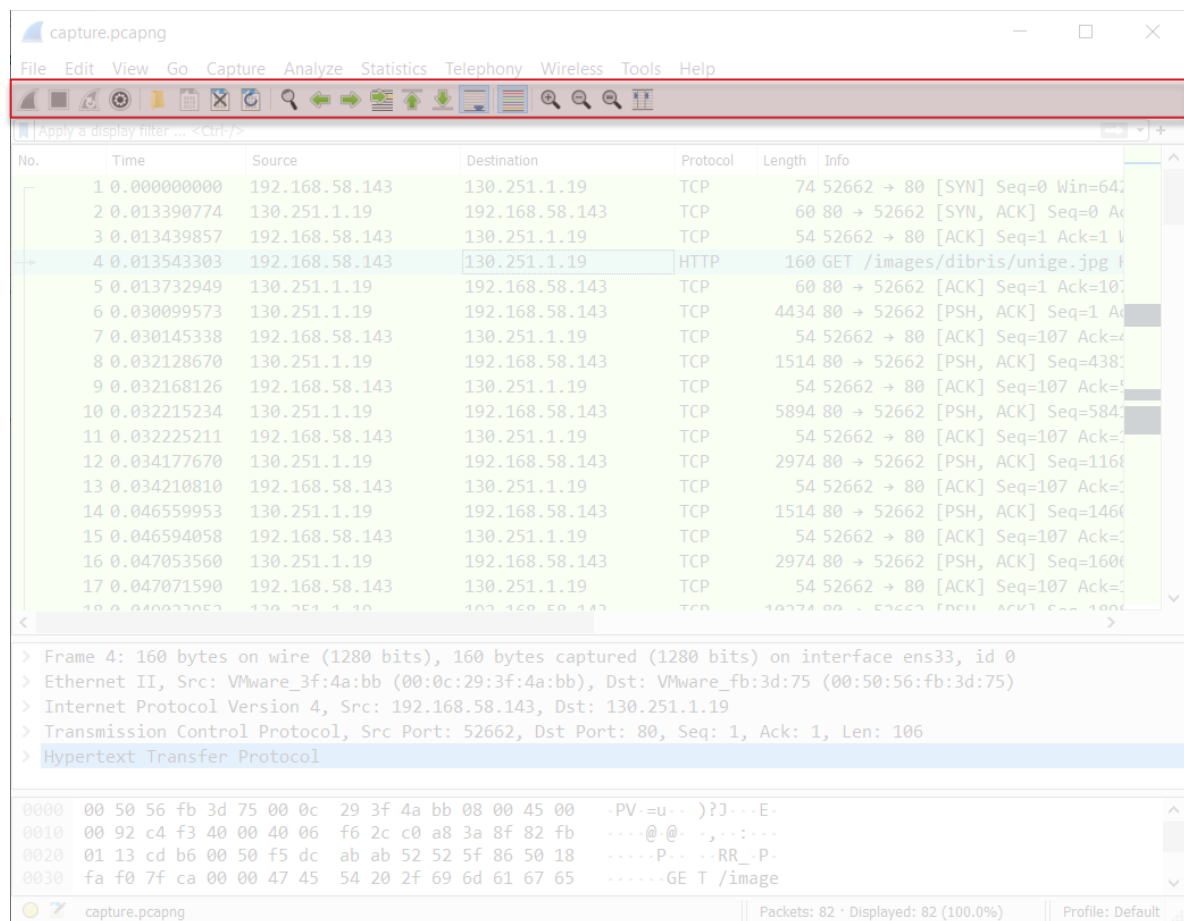 capture.pcapng
File Edit View Go Capture Analyze Statistics Telephony Wireless Tools Help
Apply a display filter ... <Ctrl-/>
+
No. Time Source Destination Protocol Length Info
1 0.000000000 192.168.58.143 130.251.1.19 TCP 74 52662 → 80 [SYN] Seq=0 Win=642
2 0.013390774 130.251.1.19 192.168.58.143 TCP 60 80 → 52662 [SYN, ACK] Seq=0 Ac
3 0.013439857 192.168.58.143 130.251.1.19 TCP 54 52662 → 80 [ACK] Seq=1 Ack=1 W
4 0.013543303 192.168.58.143 130.251.1.19 HTTP 160 GET /images/dibris/unige.jpg H
5 0.013732949 130.251.1.19 192.168.58.143 TCP 60 80 → 52662 [ACK] Seq=1 Ack=107
6 0.030099573 130.251.1.19 192.168.58.143 TCP 4434 80 → 52662 [PSH, ACK] Seq=1 Ac
7 0.030145338 192.168.58.143 130.251.1.19 TCP 54 52662 → 80 [ACK] Seq=107 Ack=4
8 0.032128670 130.251.1.19 192.168.58.143 TCP 1514 80 → 52662 [PSH, ACK] Seq=4381
9 0.032168126 192.168.58.143 130.251.1.19 TCP 54 52662 → 80 [ACK] Seq=107 Ack=5
10 0.032215234 130.251.1.19 192.168.58.143 TCP 5894 80 → 52662 [PSH, ACK] Seq=5841
11 0.032225211 192.168.58.143 130.251.1.19 TCP 54 52662 → 80 [ACK] Seq=107 Ack=1
12 0.034177670 130.251.1.19 192.168.58.143 TCP 2974 80 → 52662 [PSH, ACK] Seq=1168
13 0.034210810 192.168.58.143 130.251.1.19 TCP 54 52662 → 80 [ACK] Seq=107 Ack=1
14 0.046559953 130.251.1.19 192.168.58.143 TCP 1514 80 → 52662 [PSH, ACK] Seq=1460
15 0.046594058 192.168.58.143 130.251.1.19 TCP 54 52662 → 80 [ACK] Seq=107 Ack=1
16 0.047053560 130.251.1.19 192.168.58.143 TCP 2974 80 → 52662 [PSH, ACK] Seq=1606
17 0.047071590 192.168.58.143 130.251.1.19 TCP 54 52662 → 80 [ACK] Seq=107 Ack=1
Frame 4: 160 bytes on wire (1280 bits), 160 bytes captured (1280 bits) on interface ens33, id 0
Ethernet II, Src: VMware_3f:4a:bb (00:0c:29:3f:4a:bb), Dst: VMware_fb:3d:75 (00:50:56:fb:3d:75)
Internet Protocol Version 4, Src: 192.168.58.143, Dst: 130.251.1.19
Transmission Control Protocol, Src Port: 52662, Dst Port: 80, Seq: 1, Ack: 1, Len: 106
Hypertext Transfer Protocol
0000 00 50 56 fb 3d 75 00 0c 29 3f 4a bb 08 00 45 00 ·PV·=u·· )?J···E·
0010 00 92 c4 f3 40 00 40 06 f6 2c c0 a8 3a 8f 82 fb ····@·@· ·,··:···
0020 01 13 cd b6 00 50 f5 dc ab ab 52 52 5f 86 50 18 ·····P·· ··RR_·P·
0030 fa f0 7f ca 00 00 47 45 54 20 2f 69 6d 61 67 65 ······GE T /image
capture.pcapng Packets: 82 · Displayed: 82 (100.0%) Profile: Default